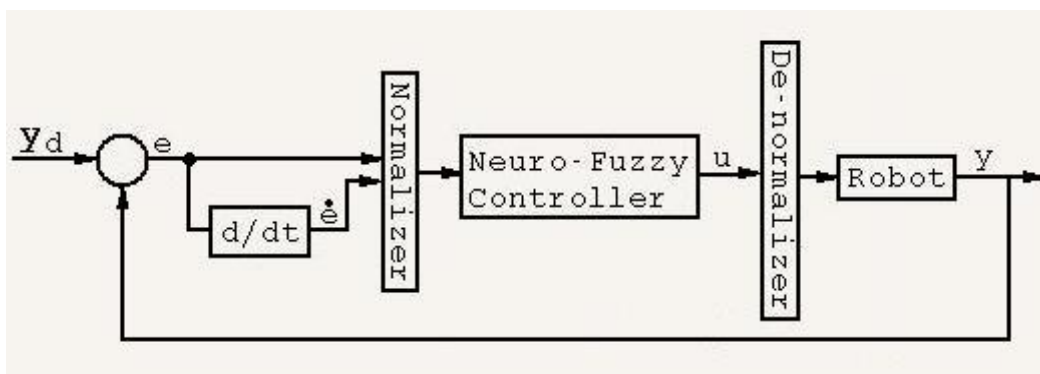 yd
e
d/dt
ė
Normalizer
Neuro-Fuzzy
Controller
u
De-normalizer
Robot
y